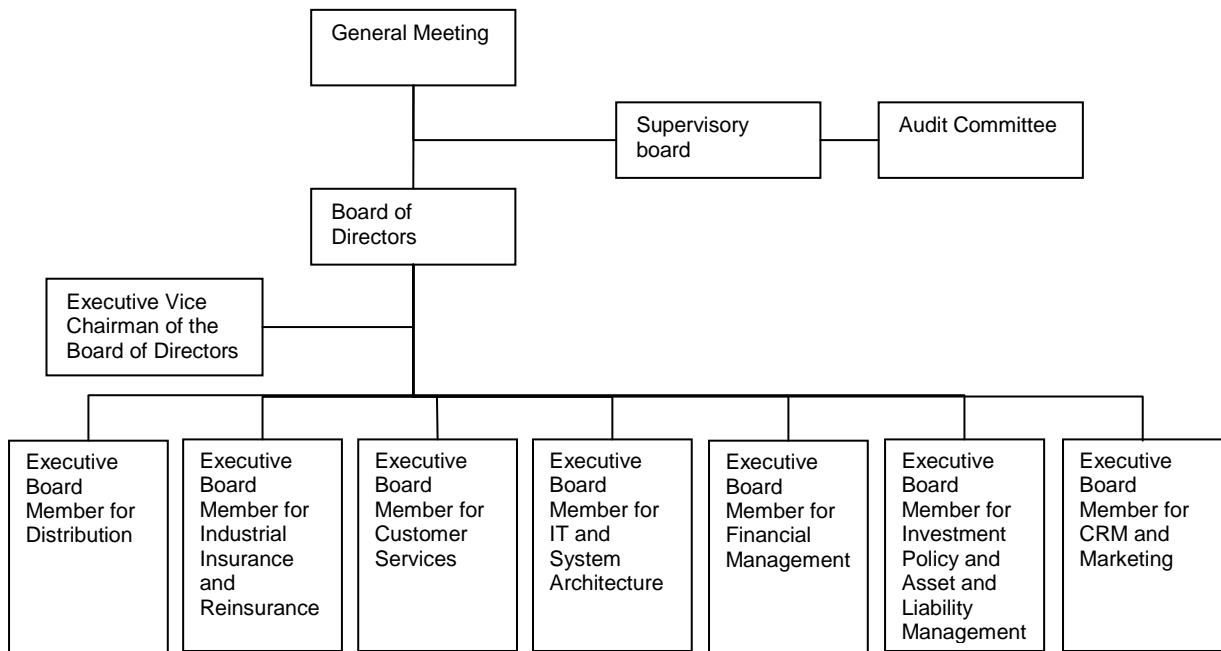 General Meeting
Supervisory
board
Audit Committee
Board of
Directors
Executive Vice
Chairman of the
Board of Directors
Executive
Board
Member for
Distribution
Executive
Board
Member for
Industrial
Insurance
and
Reinsurance
Executive
Board
Member for
Customer
Services
Executive
Board
Member for
IT and
System
Architecture
Executive
Board
Member for
Financial
Management
Executive
Board
Member for
Investment
Policy and
Asset and
Liability
Management
Executive
Board
Member for
CRM and
Marketing